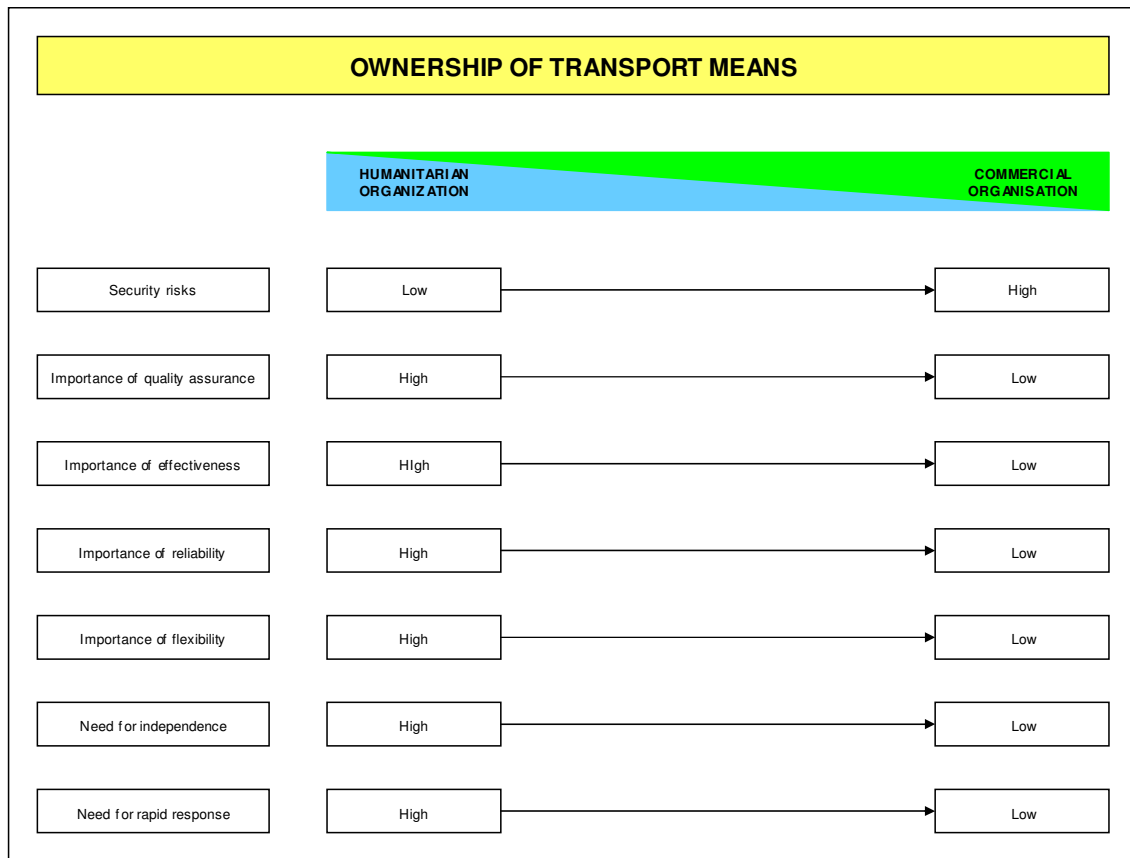 OWNERSHIP OF TRANSPORT MEANS
HUMANITARIAN
ORGANIZATION
COMMERCIAL
ORGANISATION
Security risks
Low
High
Importance of quality assurance
High
Low
Importance of effectiveness
HIgh
Low
Importance of reliability
High
Low
Importance of flexibility
High
Low
Need for independence
High
Low
Need for rapid response
High
Low